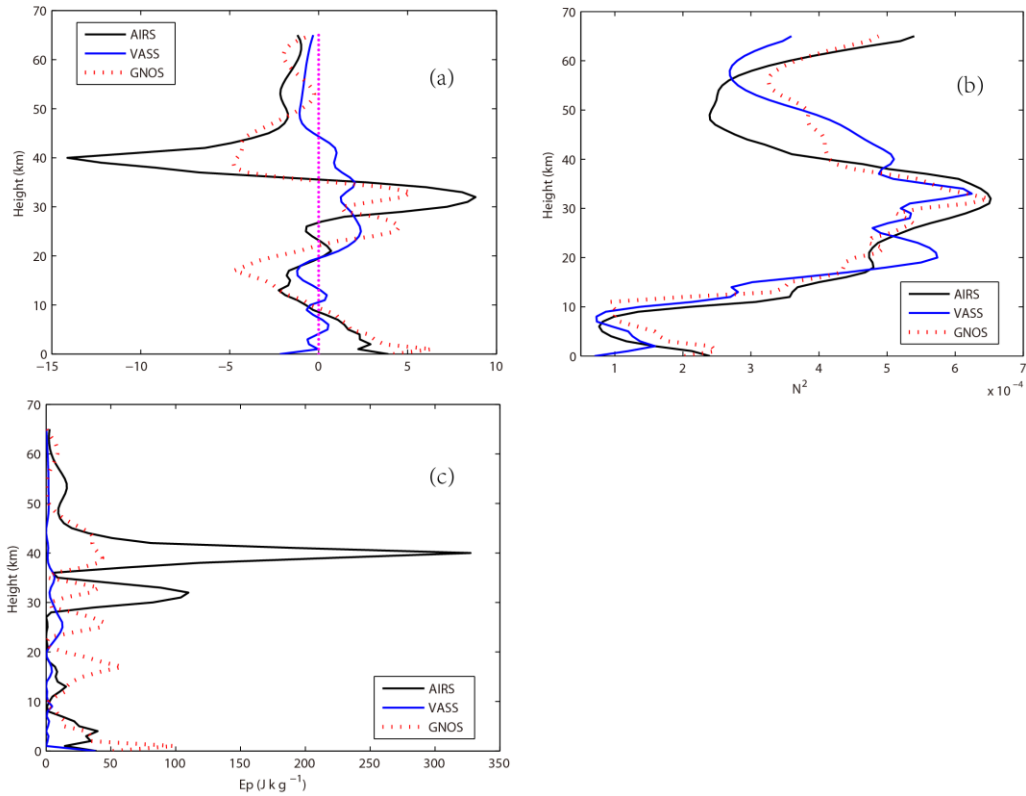 70
60
50
40
30
20
10
0
Height (km)
−15
−10
−5
0
5
10
AIRS
VASS
GNOS
(a)
70
60
50
40
30
20
10
0
Height (km)
1
2
3
4
5
6
7
N²
x 10⁻⁴
(b)
AIRS
VASS
GNOS
70
60
50
40
30
20
10
0
Height (km)
0
50
100
150
200
250
300
350
Ep (J k g⁻¹)
(c)
AIRS
VASS
GNOS